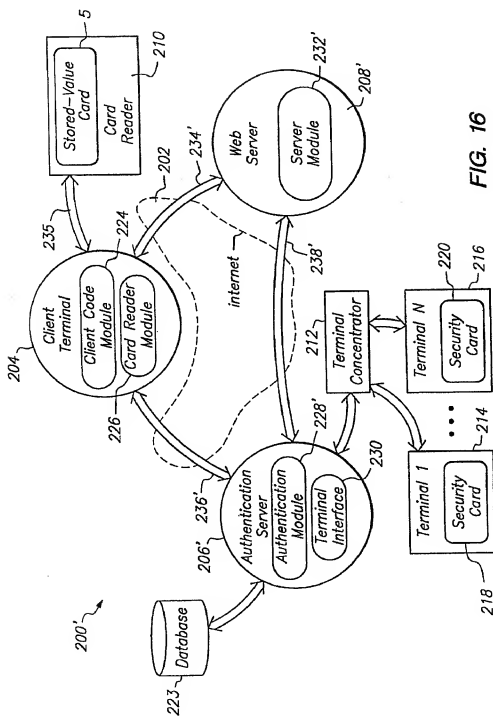 200'
204
Client
Terminal
Client Code
Module
224
Card Reader
Module
226
235
Stored-Value
Card
5
Card
Reader
210
202
234'
internet
Web
Server
Server
Module
232'
208'
236'
238'
206'
Authentication
Server
Authentication
Module
228'
Terminal
Interface
230
Database
223
212
Terminal
Concentrator
Terminal 1
214
Security
Card
218
• • •
Terminal N
216
Security
Card
220
FIG. 16